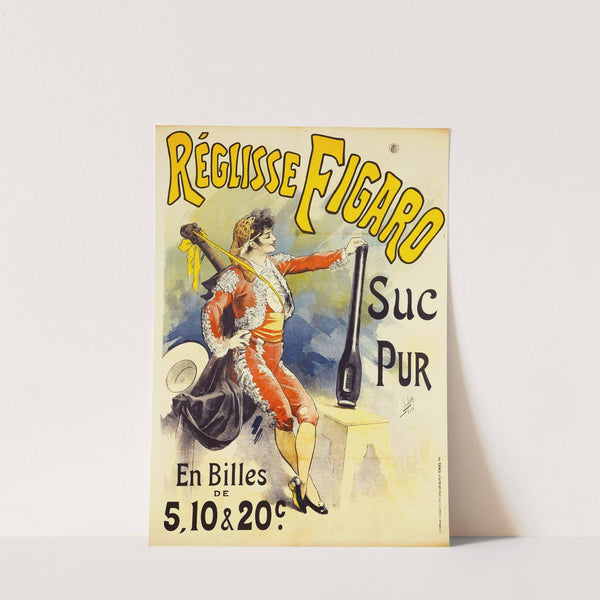 RÉGLISSE FIGARO
SUC
PUR
En Billes
DE
5, 10 & 20c.